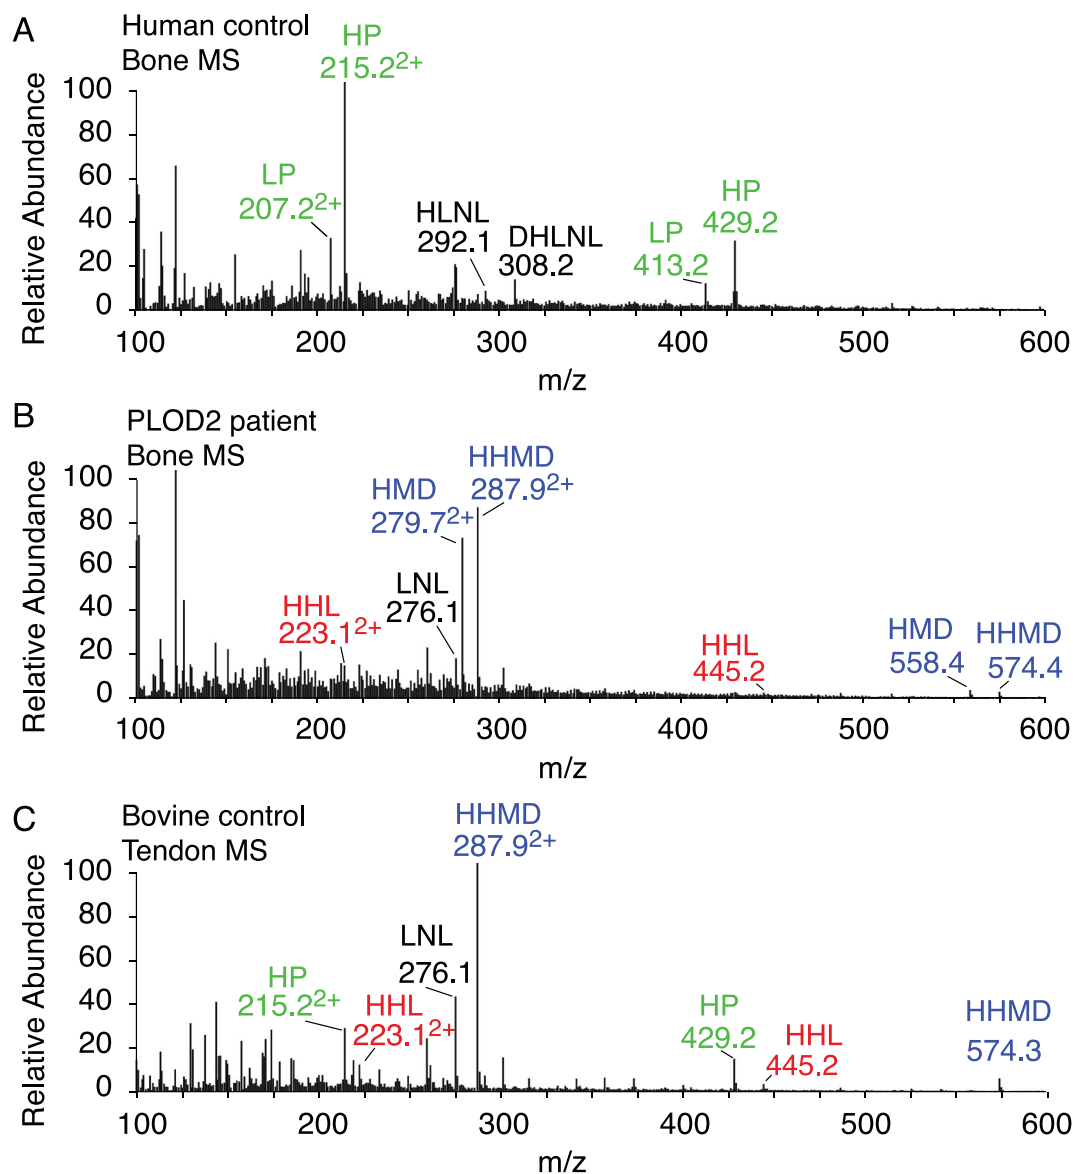 A
Human control
Bone MS
HP
215.2²⁺
LP
207.2²⁺
HLNL
292.1
DHLNL
308.2
LP
413.2
HP
429.2
Relative Abundance
100
80
60
40
20
0
100 200 300 400 500 600
m/z
B
PLOD2 patient
Bone MS
HHMD
287.9²⁺
HMD
279.7²⁺
LNL
276.1
HHL
223.1²⁺
HHL
445.2
HMD
558.4
HHMD
574.4
Relative Abundance
100
80
60
40
20
0
100 200 300 400 500 600
m/z
C
Bovine control
Tendon MS
HHMD
287.9²⁺
LNL
276.1
HP
215.2²⁺
HHL
223.1²⁺
HP
429.2
HHL
445.2
HHMD
574.3
Relative Abundance
100
80
60
40
20
0
100 200 300 400 500 600
m/z